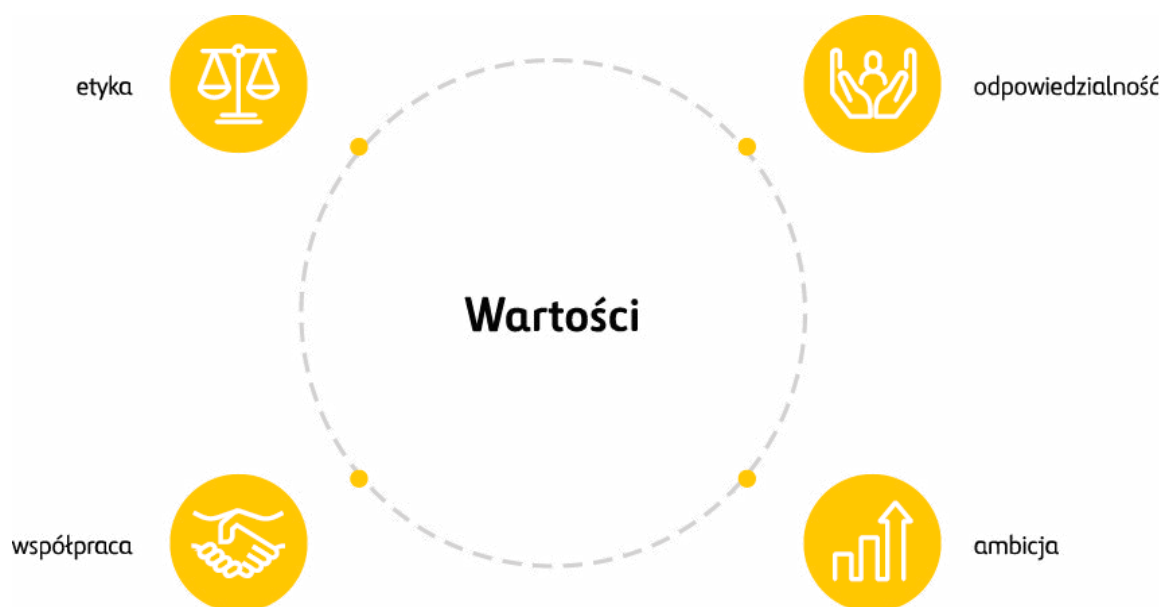 etyka
odpowiedzialność
Wartości
współpraca
ambicja